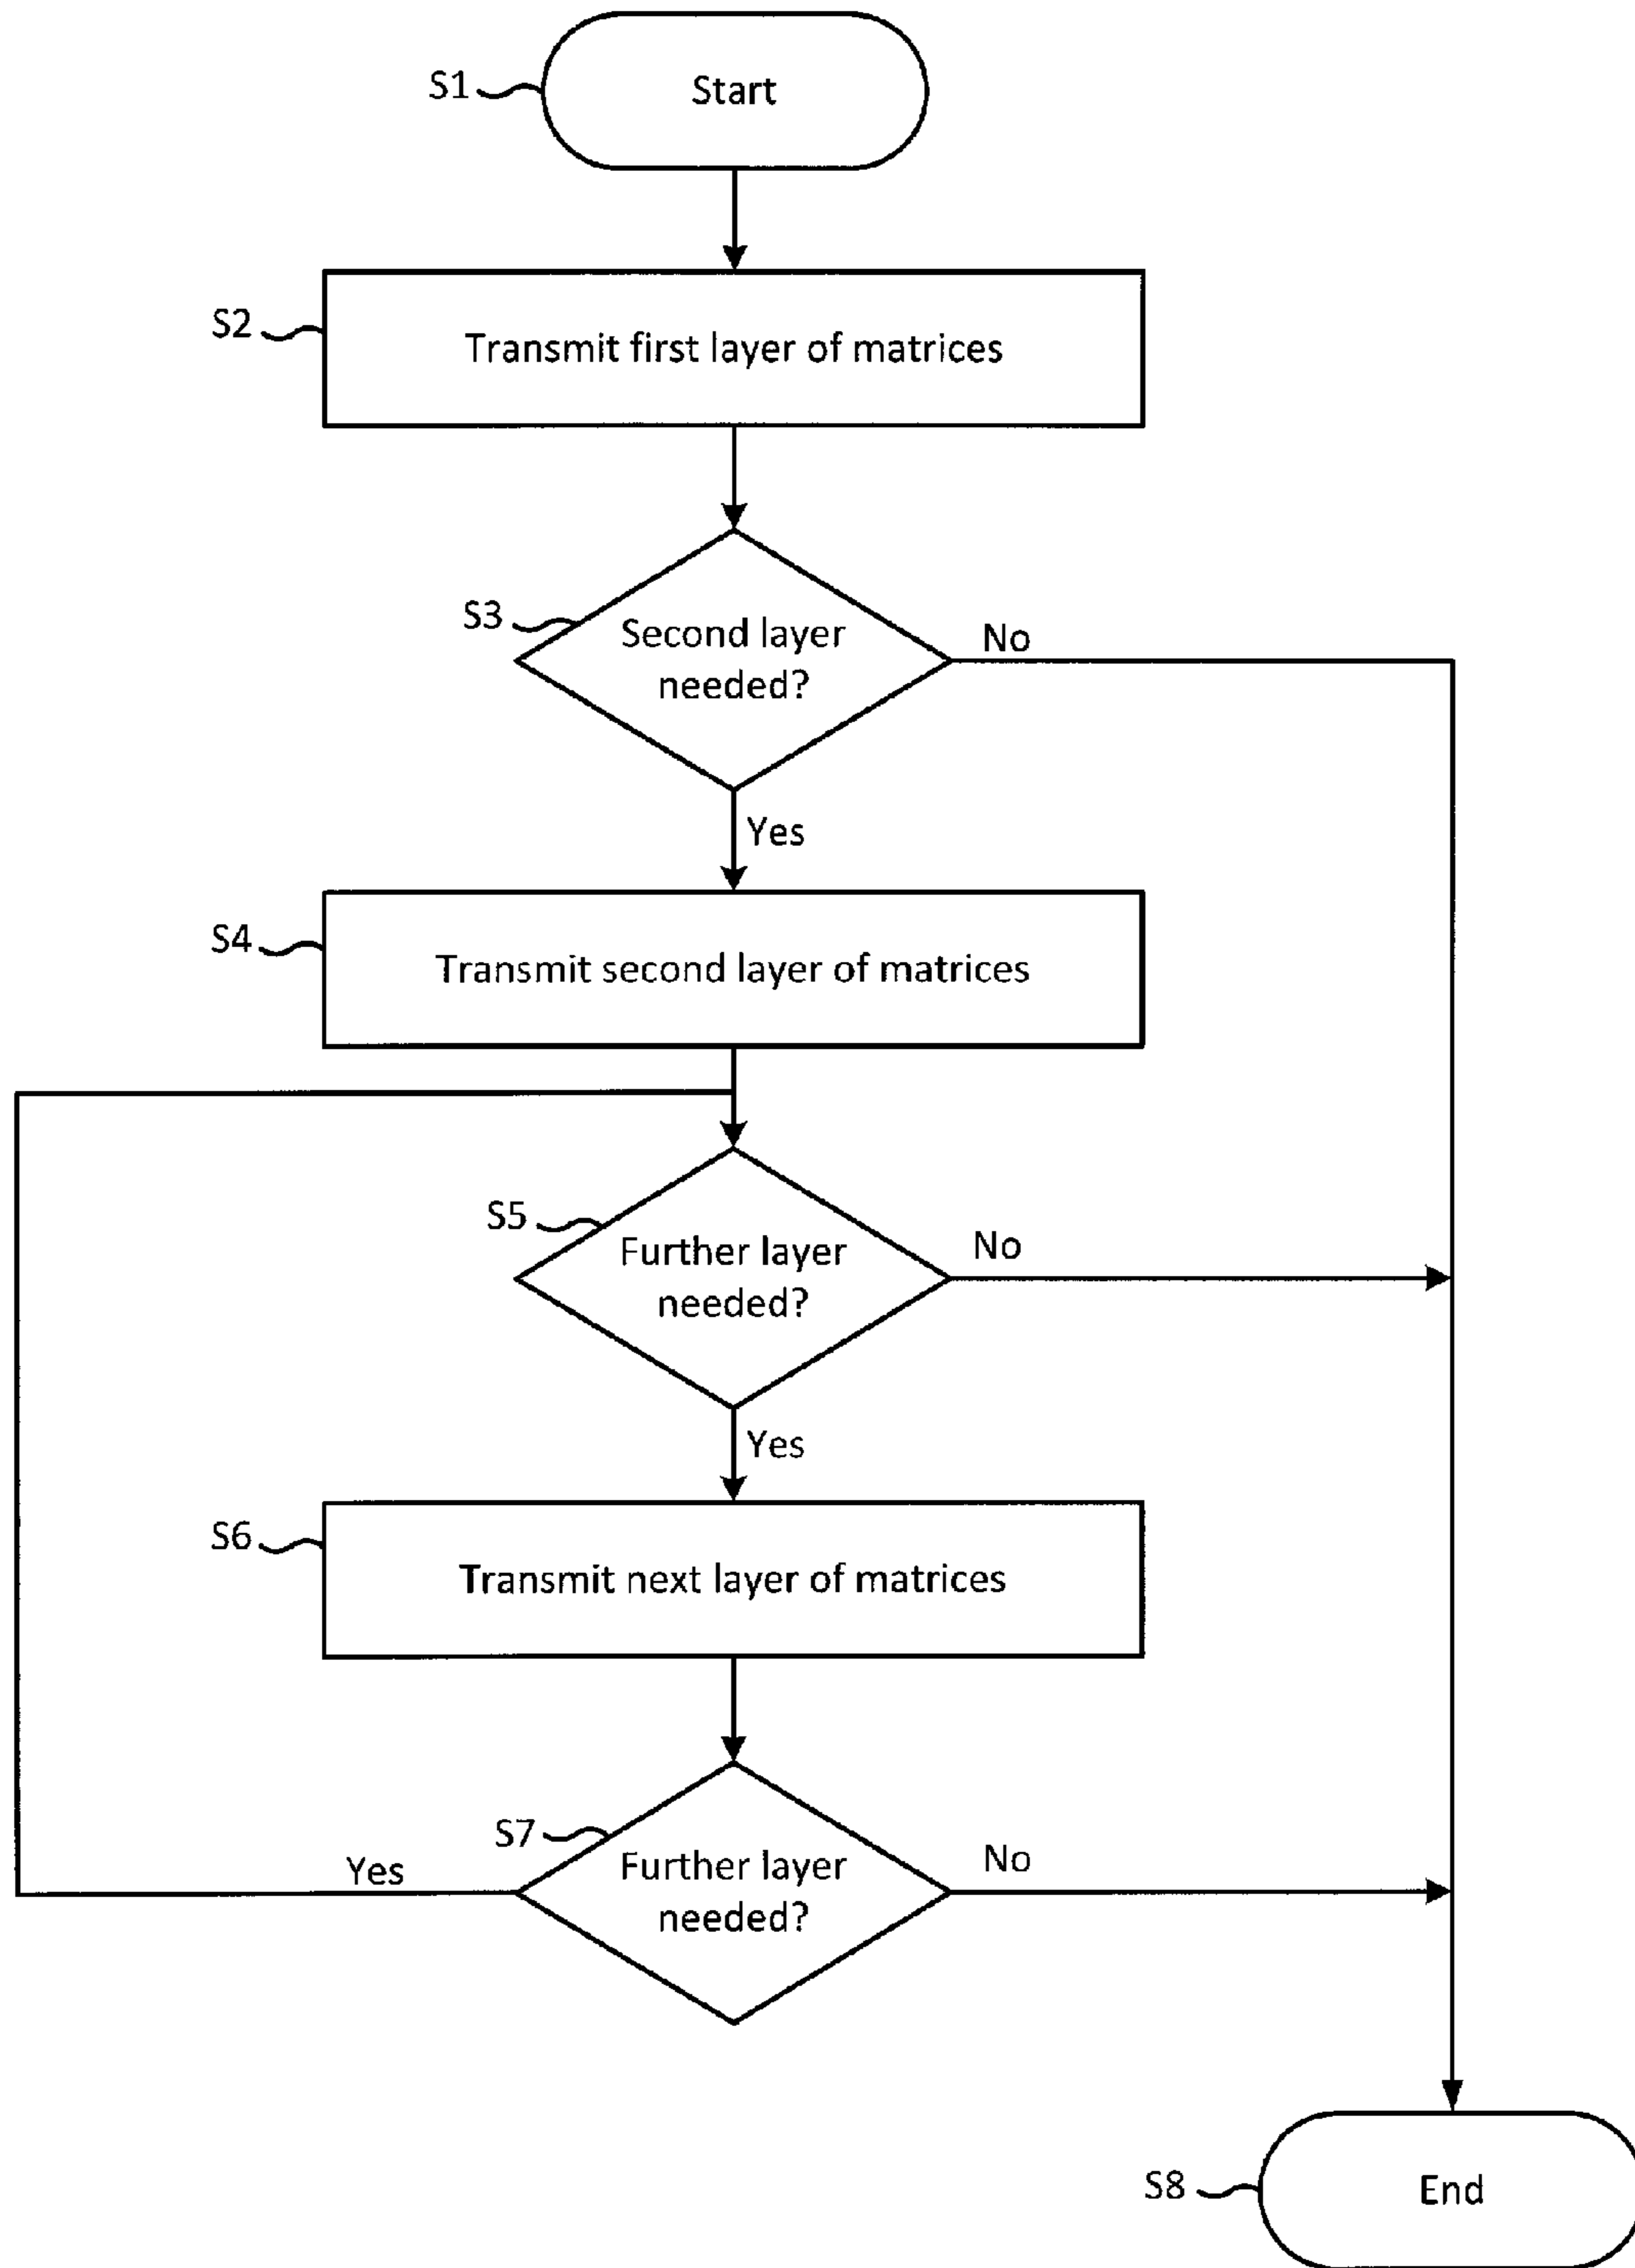 S1
Start
S2
Transmit first layer of matrices
S3
Second layer
needed?
No
Yes
S4
Transmit second layer of matrices
S5
Further layer
needed?
No
Yes
S6
Transmit next layer of matrices
S7
Further layer
needed?
Yes
No
S8
End